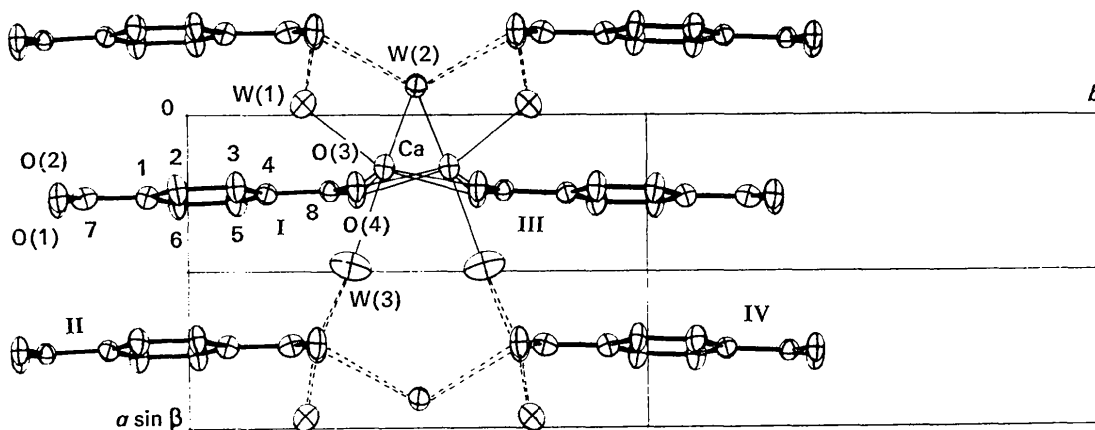 W(2)
W(1)
0
b
O(3)
Ca
O(2)
1
2
3
4
O(1)
7
6
5
I
8
O(4)
III
W(3)
II
IV
a sin β